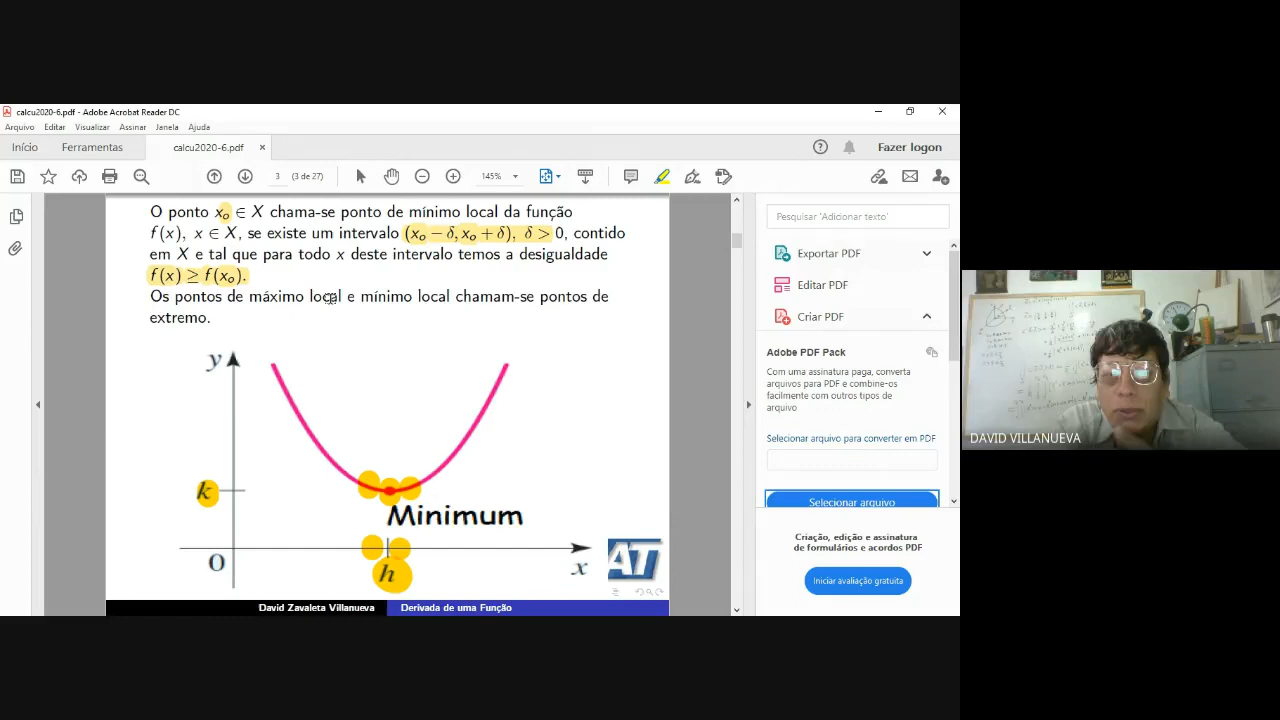 calcu2020-6.pdf - Adobe Acrobat Reader DC
Arquivo Editar Visualizar Assinar Janela Ajuda
Início Ferramentas calcu2020-6.pdf × Fazer logon
3 (3 de 27) 145%
O ponto x₀ ∈ X chama-se ponto de mínimo local da função
f(x), x ∈ X, se existe um intervalo (x₀ − δ, x₀ + δ), δ > 0, contido
em X e tal que para todo x deste intervalo temos a desigualdade
f(x) ≥ f(x₀).
Os pontos de máximo local e mínimo local chamam-se pontos de
extremo.
y
k
Minimum
O
h
x
AT
David Zavaleta Villanueva Derivada de uma Função
Pesquisar 'Adicionar texto'
Exportar PDF
Editar PDF
Criar PDF
Adobe PDF Pack
Com uma assinatura paga, converta
arquivos para PDF e combine-os
facilmente com outros tipos de
arquivo
Selecionar arquivo para converter em PDF
Selecionar arquivo
Criação, edição e assinatura
de formulários e acordos PDF
Iniciar avaliação gratuita
DAVID VILLANUEVA